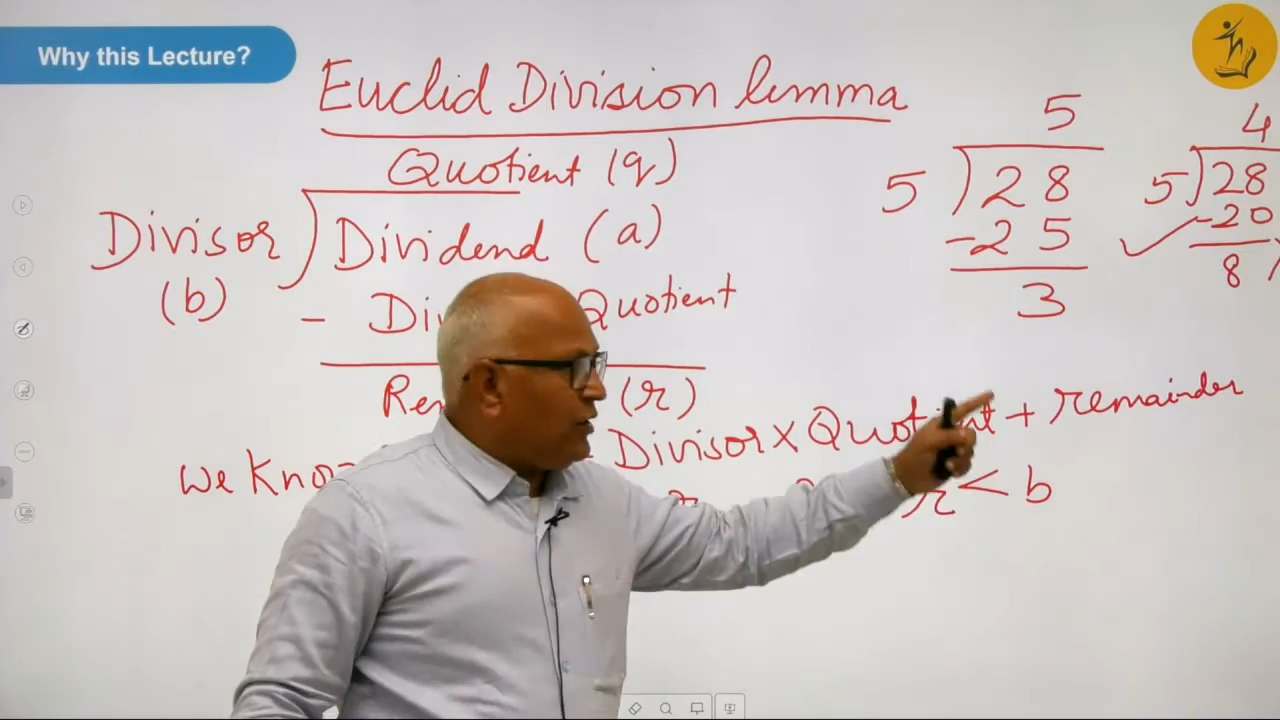 Why this Lecture?
Euclid Division lemma
Quotient (q)
Divisor ) Dividend (a)
(b)
- Quotient
(r)
We Divisor × Quotient + remainder
r < b
5
5 ) 28
-25
3
4
5 ) 28
-20
8